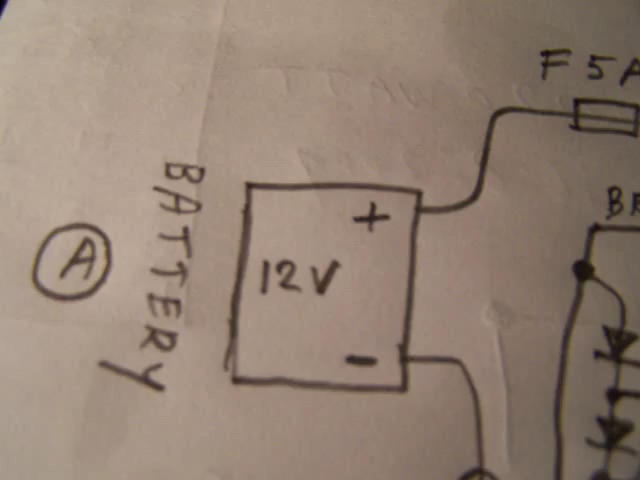 F 5A
BATTERY
+
12V
A
-